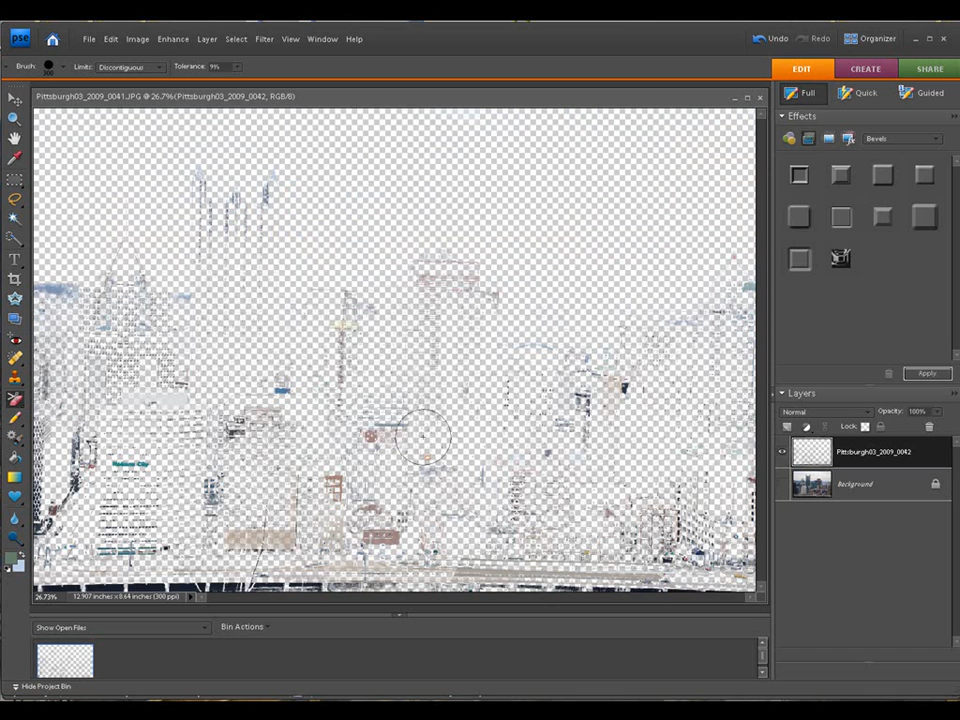 pse File Edit Image Enhance Layer Select Filter View Window Help Undo Redo Organizer
Brush: 300 Limits: Discontiguous Tolerance: 9%
EDIT CREATE SHARE
Full Quick Guided
Pittsburgh03_2009_0041.JPG @ 26.7%(Pittsburgh03_2009_0042, RGB/8)
Effects
Bevels
Apply
Layers
Normal Opacity: 100%
Lock:
Pittsburgh03_2009_0042
Background
26.73% 12.907 inches x 8.64 inches (300 ppi)
Show Open Files Bin Actions
Hide Project Bin